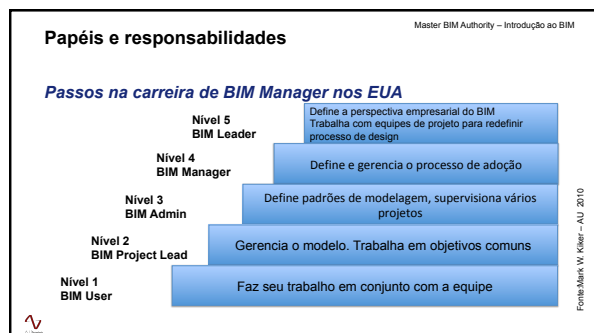 Master BIM Authority – Introdução ao BIM
Papéis e responsabilidades
Passos na carreira de BIM Manager nos EUA
Nível 5
BIM Leader
Define a perspectiva empresarial do BIM
Trabalha com equipes de projeto para redefinir
processo de design
Nível 4
BIM Manager
Define e gerencia o processo de adoção
Nível 3
BIM Admin
Define padrões de modelagem, supervisiona vários
projetos
Nível 2
BIM Project Lead
Gerencia o modelo. Trabalha em objetivos comuns
Nível 1
BIM User
Faz seu trabalho em conjunto com a equipe
Fonte:Mark W. Kiker – AU 2010